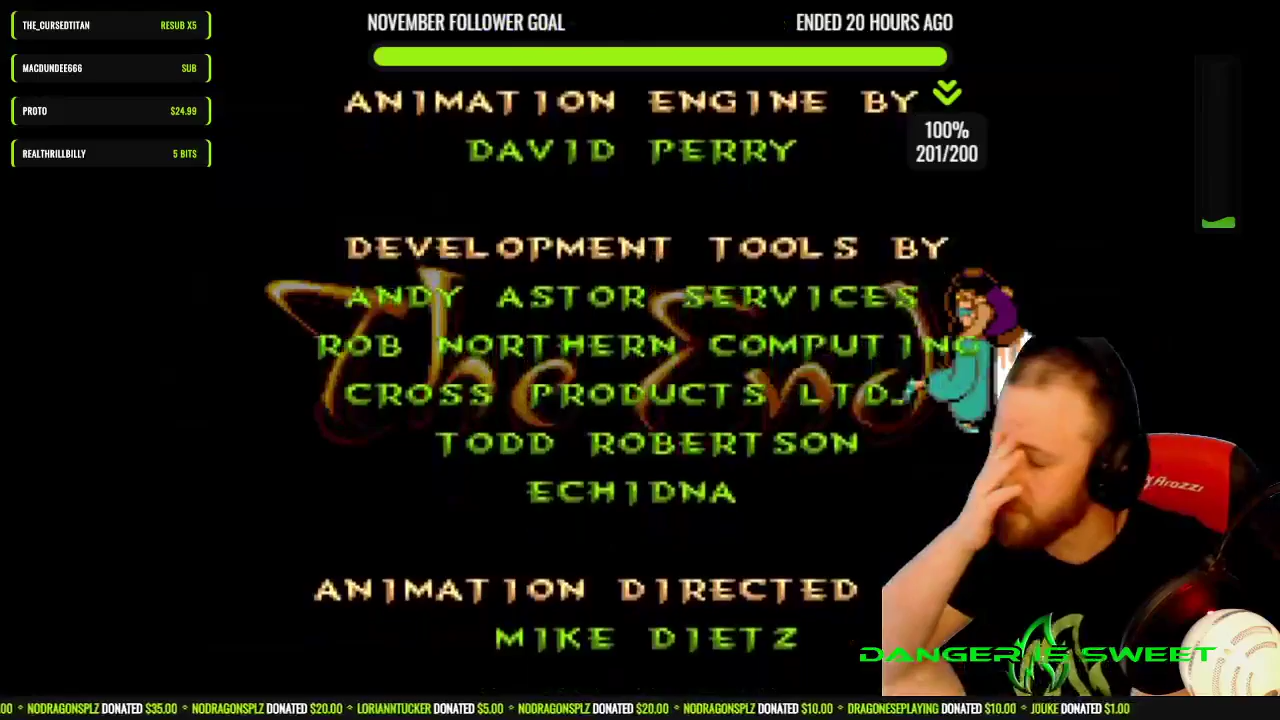 THE_CURSEDTITAN RESUB X5
MACDUNDEE666 SUB
PROTO $24.99
REALTHRILLBILLY 5 BITS
NOVEMBER FOLLOWER GOAL ENDED 20 HOURS AGO
100%
201/200
ANIMATION ENGINE BY
DAVID PERRY
DEVELOPMENT TOOLS BY
ANDY ASTOR SERVICES
ROB NORTHERN COMPUTING
CROSS PRODUCTS LTD.
TODD ROBERTSON
ECHIDNA
The End
ANIMATION DIRECTED
MIKE DIETZ
Arozzi
DANGER IS SWEET
.00 NODRAGONSPLZ DONATED $35.00 NODRAGONSPLZ DONATED $20.00 LORIANNTUCKER DONATED $5.00 NODRAGONSPLZ DONATED $20.00 NODRAGONSPLZ DONATED $10.00 DRAGONESEPLAYING DONATED $10.00 JOUKE DONATED $1.00